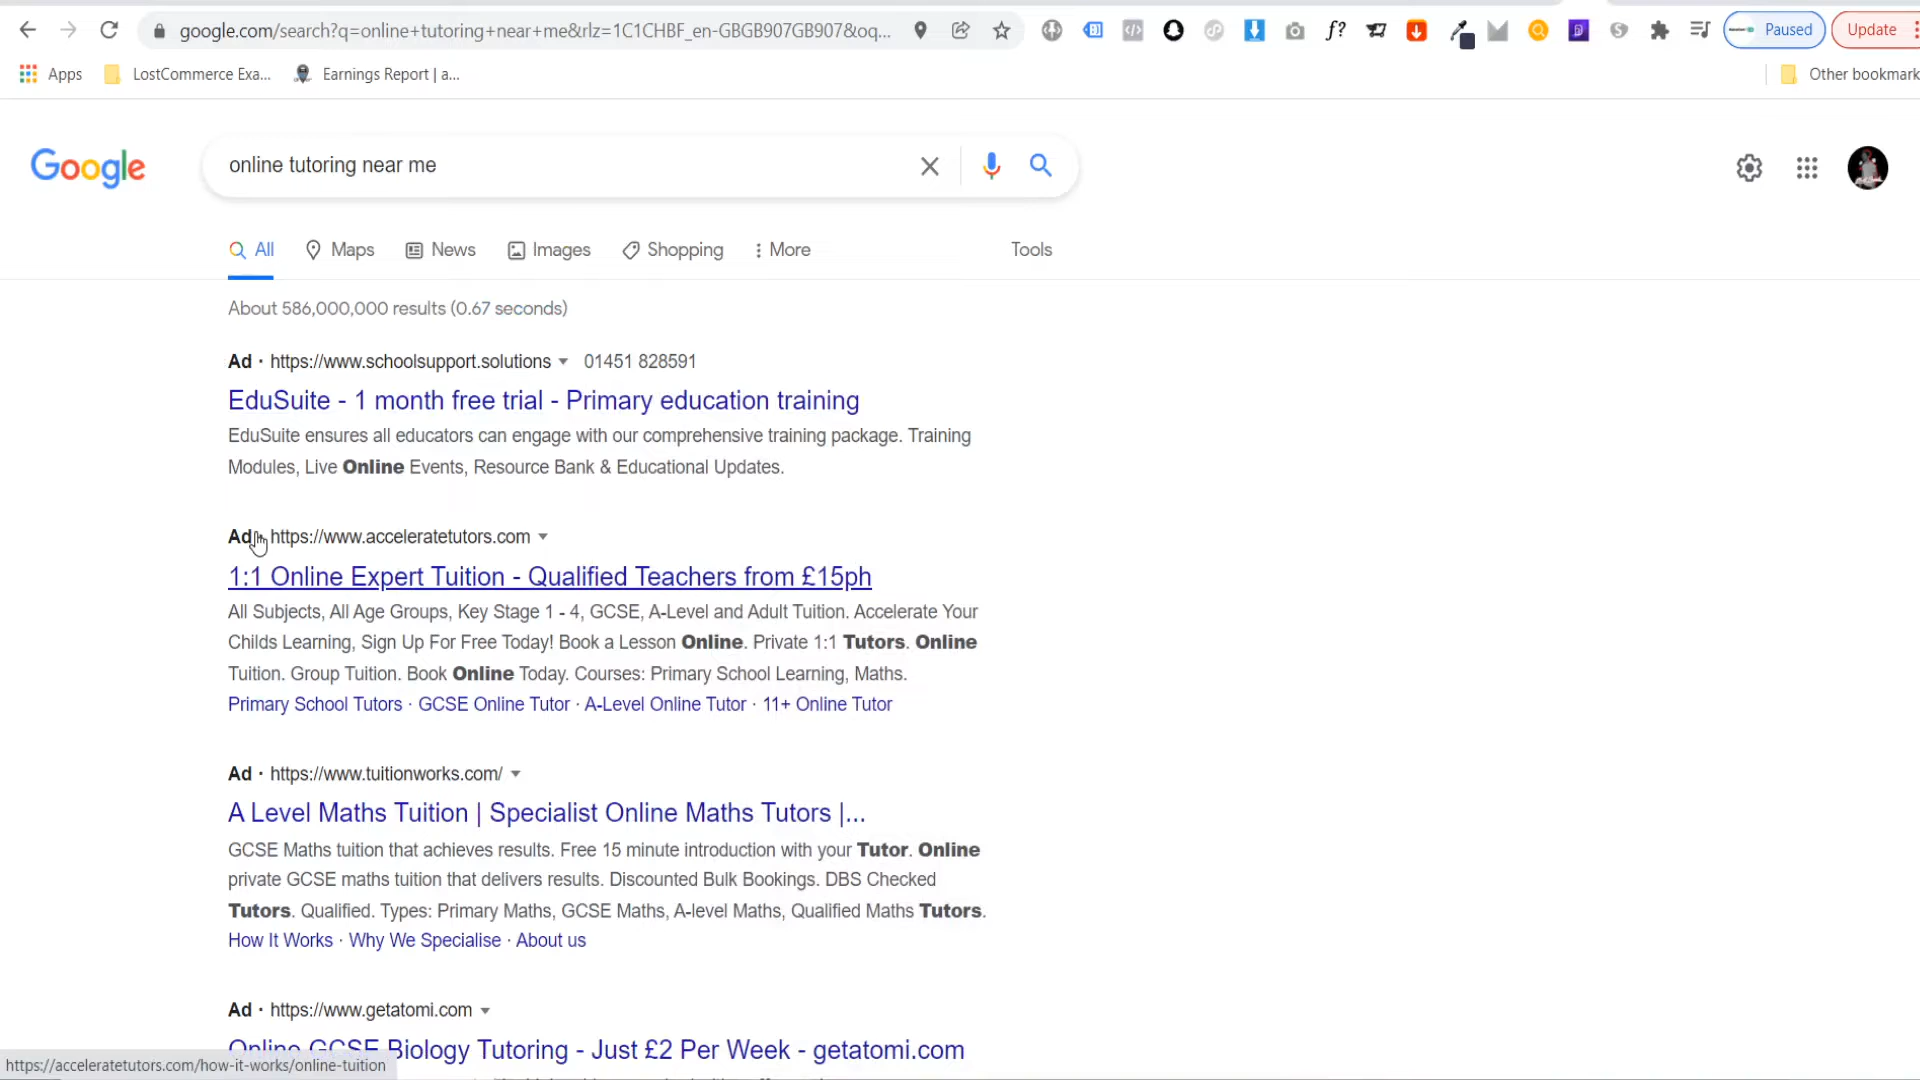 google.com/search?q=online+tutoring+near+me&rlz=1C1CHBF_en-GBGB907GB907&oq...
Paused
Update
Apps
LostCommerce Exa...
Earnings Report | a...
Other bookmark
Google
online tutoring near me
All
Maps
News
Images
Shopping
More
Tools
About 586,000,000 results (0.67 seconds)
Ad · https://www.schoolsupport.solutions 01451 828591
EduSuite - 1 month free trial - Primary education training
EduSuite ensures all educators can engage with our comprehensive training package. Training
Modules, Live Online Events, Resource Bank & Educational Updates.
Ad · https://www.acceleratetutors.com
1:1 Online Expert Tuition - Qualified Teachers from £15ph
All Subjects, All Age Groups, Key Stage 1 - 4, GCSE, A-Level and Adult Tuition. Accelerate Your
Childs Learning, Sign Up For Free Today! Book a Lesson Online. Private 1:1 Tutors. Online
Tuition. Group Tuition. Book Online Today. Courses: Primary School Learning, Maths.
Primary School Tutors · GCSE Online Tutor · A-Level Online Tutor · 11+ Online Tutor
Ad · https://www.tuitionworks.com/
A Level Maths Tuition | Specialist Online Maths Tutors |...
GCSE Maths tuition that achieves results. Free 15 minute introduction with your Tutor. Online
private GCSE maths tuition that delivers results. Discounted Bulk Bookings. DBS Checked
Tutors. Qualified. Types: Primary Maths, GCSE Maths, A-level Maths, Qualified Maths Tutors.
How It Works · Why We Specialise · About us
Ad · https://www.getatomi.com
Online GCSE Biology Tutoring - Just £2 Per Week - getatomi.com
https://acceleratetutors.com/how-it-works/online-tuition